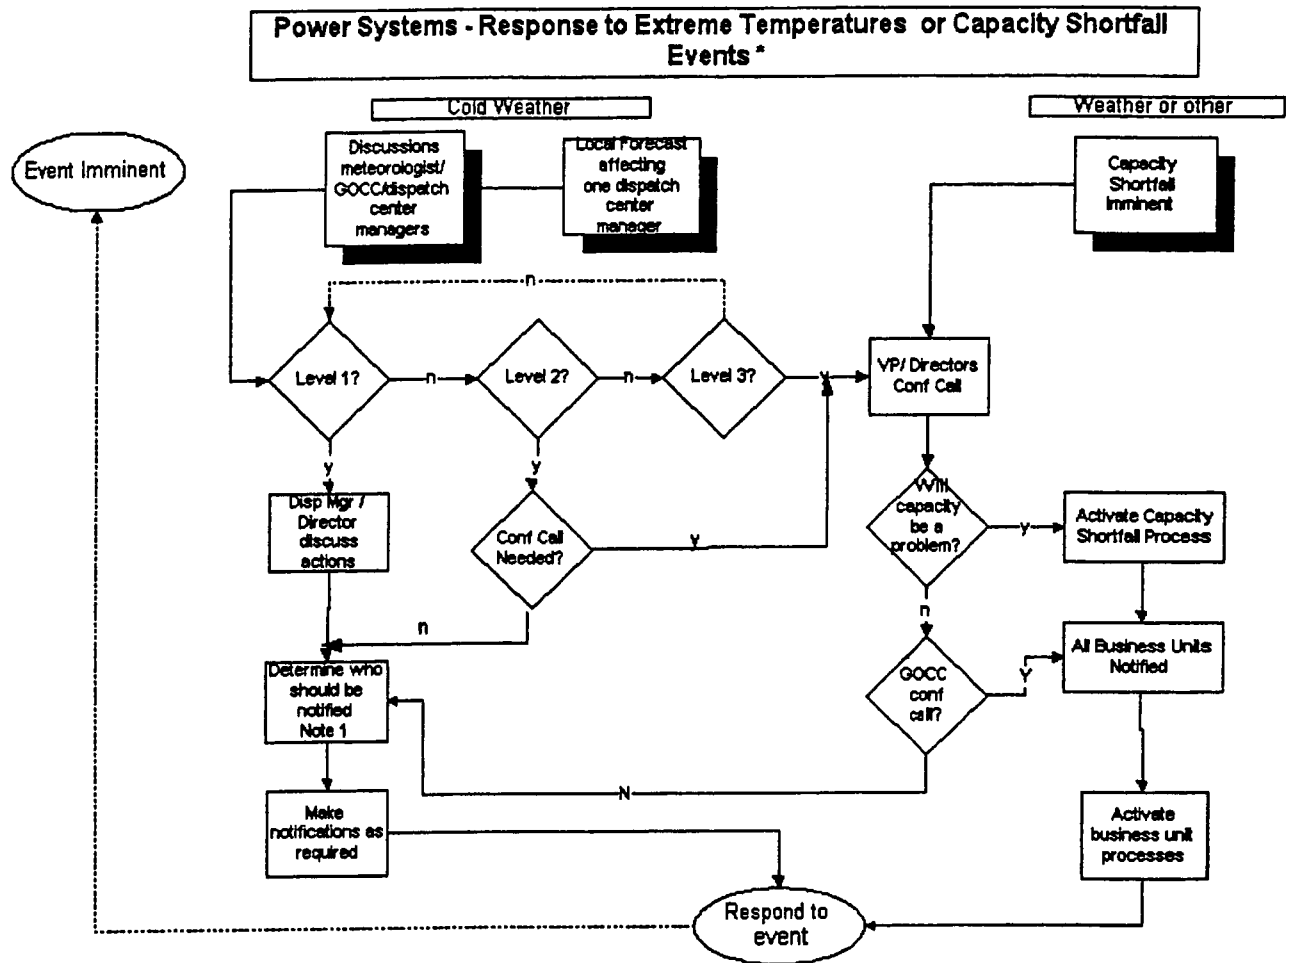 Power Systems - Response to Extreme Temperatures or Capacity Shortfall
Events *
Cold Weather
Weather or other
Event Imminent
Discussions
meteorologist/
GOCC/dispatch
center
managers
Local Forecast
affecting
one dispatch
center
manager
Capacity
Shortfall
Imminent
n
Level 1?
n
Level 2?
n
Level 3?
y
VP/ Directors
Conf Call
y
y
Disp Mgr /
Director
discuss
actions
Conf Call
Needed?
y
Will
capacity
be a
problem?
y
Activate Capacity
Shortfall Process
n
n
Determine who
should be
notified
Note 1
GOCC
conf
call?
Y
All Business Units
Notified
N
Make
notifications as
required
Activate
business unit
processes
Respond to
event